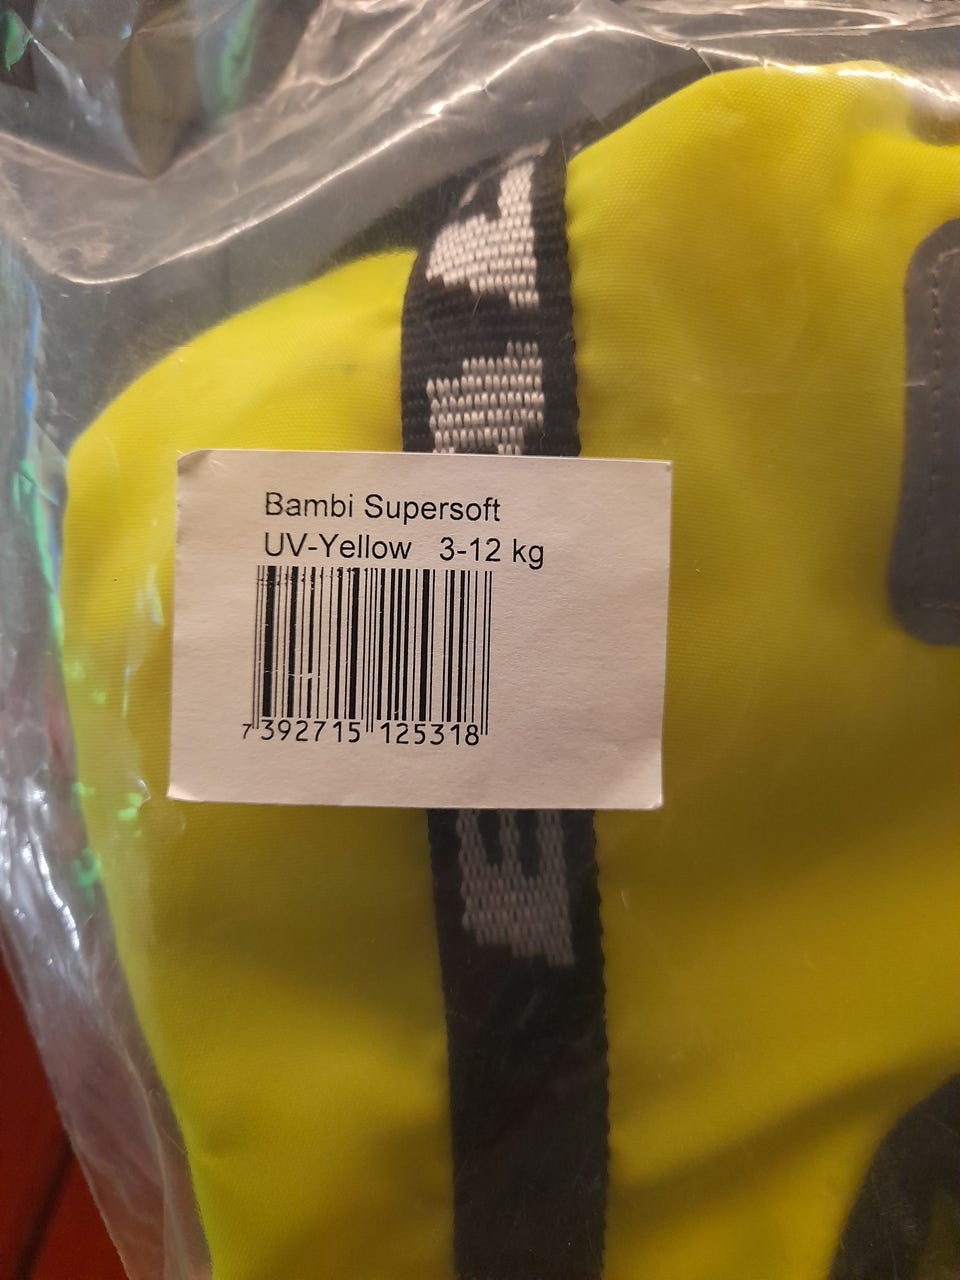 Bambi Supersoft
UV-Yellow 3-12 kg
7 392715 125318